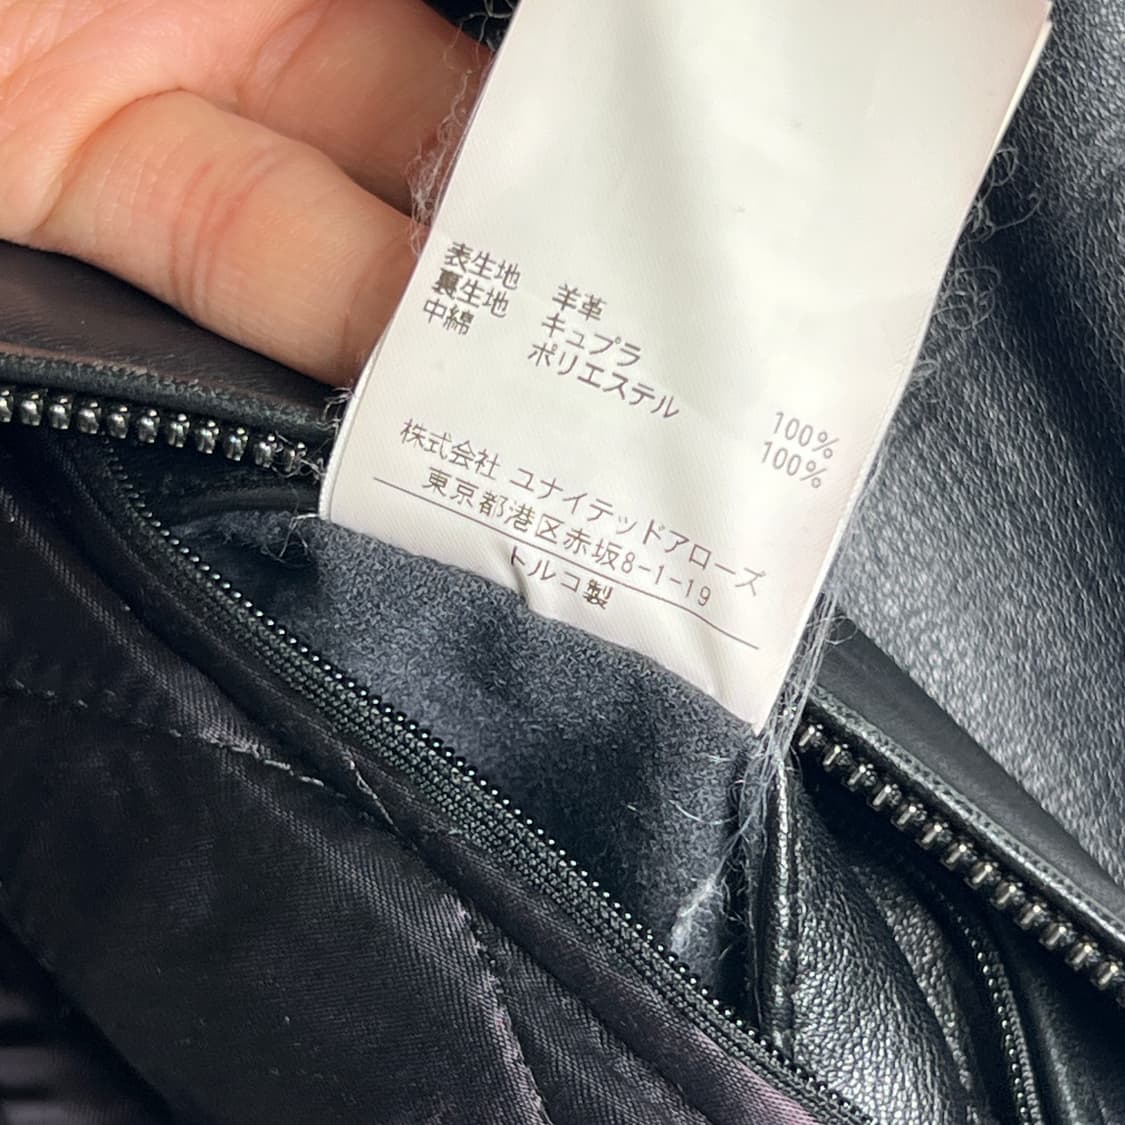 表生地 羊革
裏生地 キュプラ 100%
中綿 ポリエステル 100%
株式会社 ユナイテッドアローズ
東京都港区赤坂8-1-19
トルコ製